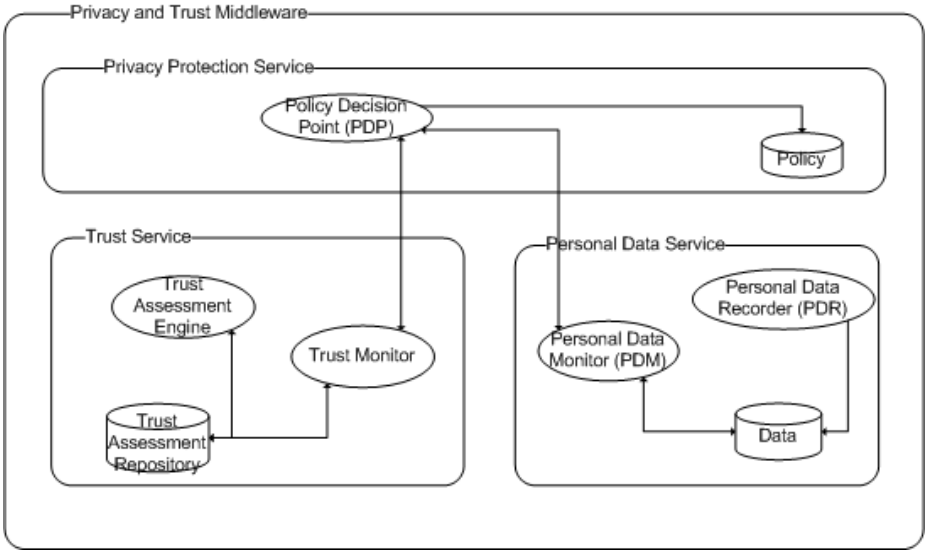 Privacy and Trust Middleware
Privacy Protection Service
Policy Decision
Point (PDP)
Policy
Trust Service
Trust
Assessment
Engine
Trust Monitor
Trust
Assessment
Repository
Personal Data Service
Personal Data
Recorder (PDR)
Personal Data
Monitor (PDM)
Data